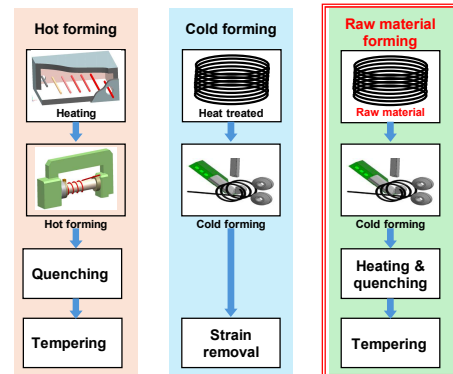 Hot forming
Heating
Hot forming
Quenching
Tempering
Cold forming
Heat treated
Cold forming
Strain
removal
Raw material
forming
Raw material
Cold forming
Heating &
quenching
Tempering